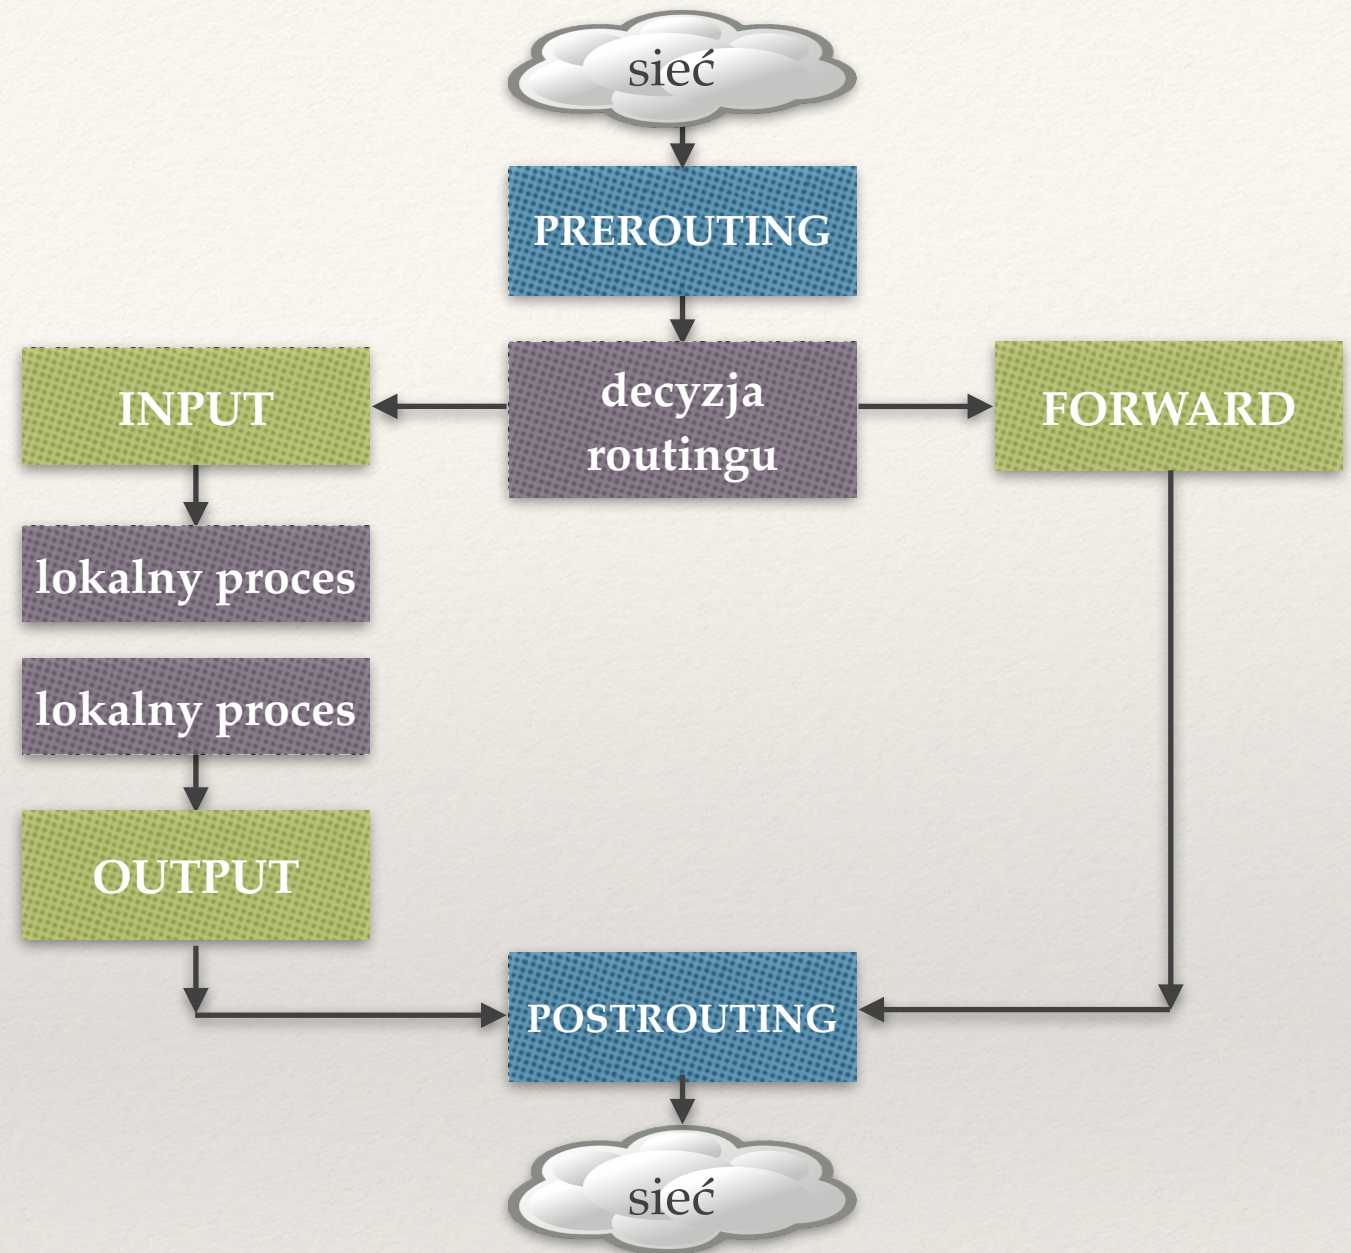 sieć
PREROUTING
INPUT
decyzja
routingu
FORWARD
lokalny proces
lokalny proces
OUTPUT
POSTROUTING
sieć